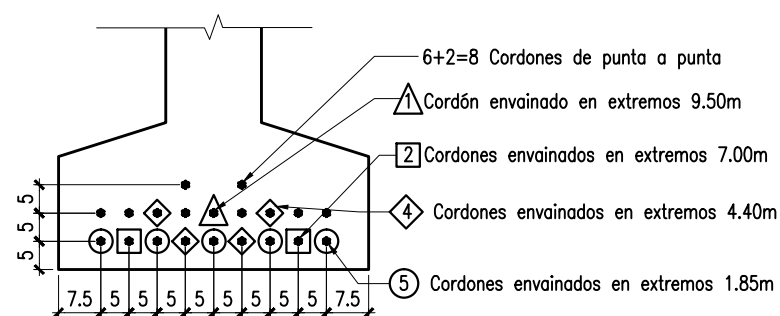 6+2=8 Cordones de punta a punta
1 Cordón envainado en extremos 9.50m
2 Cordones envainados en extremos 7.00m
4 Cordones envainados en extremos 4.40m
5 Cordones envainados en extremos 1.85m
5
5
5
7.5 5 5 5 5 5 5 5 5 7.5
1